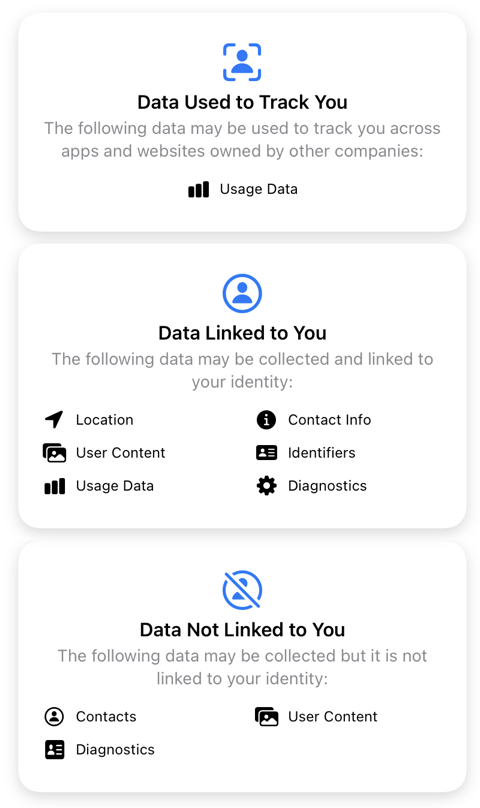 Data Used to Track You
The following data may be used to track you across
apps and websites owned by other companies:
Usage Data
Data Linked to You
The following data may be collected and linked to
your identity:
Location
Contact Info
User Content
Identifiers
Usage Data
Diagnostics
Data Not Linked to You
The following data may be collected but it is not
linked to your identity:
Contacts
User Content
Diagnostics